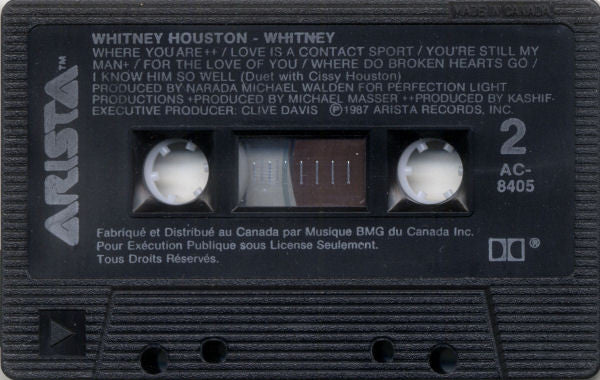 MADE IN CANADA
WHITNEY HOUSTON - WHITNEY
WHERE YOU ARE++ / LOVE IS A CONTACT SPORT / YOU'RE STILL MY
MAN+ / FOR THE LOVE OF YOU / WHERE DO BROKEN HEARTS GO /
I KNOW HIM SO WELL (Duet with Cissy Houston)
PRODUCED BY NARADA MICHAEL WALDEN FOR PERFECTION LIGHT
PRODUCTIONS +PRODUCED BY MICHAEL MASSER ++PRODUCED BY KASHIF-
EXECUTIVE PRODUCER: CLIVE DAVIS Ⓟ1987 ARISTA RECORDS, INC.
ARISTA™
2
AC-
8405
Fabriqué et Distribué au Canada par Musique BMG du Canada Inc.
Pour Exécution Publique sous License Seulement.
Tous Droits Réservés.
®